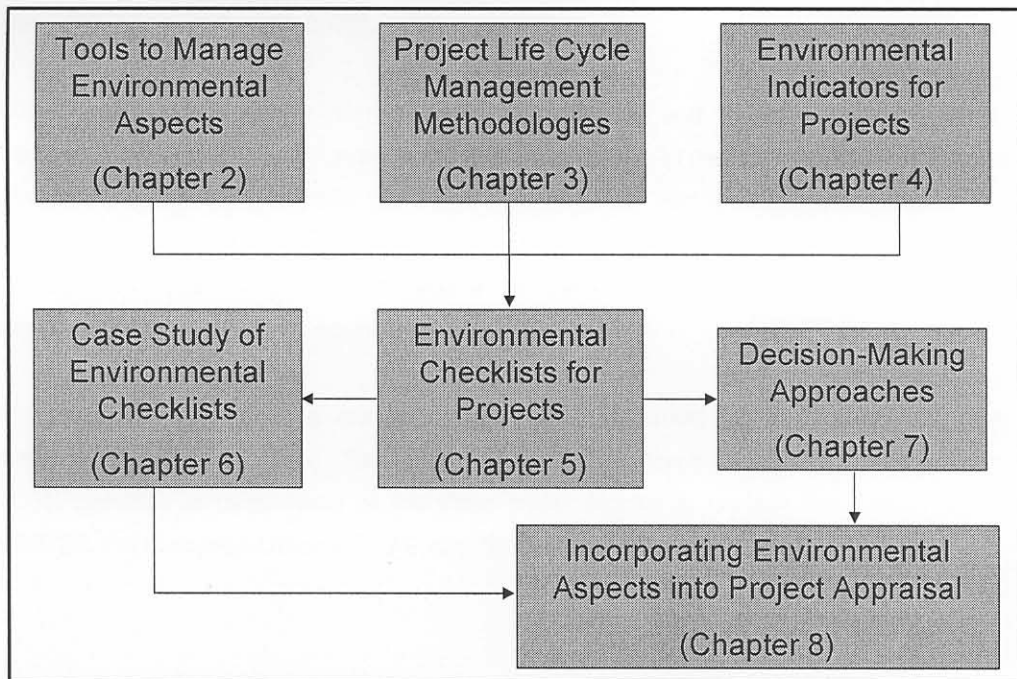 Tools to Manage
Environmental
Aspects
(Chapter 2)
Project Life Cycle
Management
Methodologies
(Chapter 3)
Environmental
Indicators for
Projects
(Chapter 4)
Case Study of
Environmental
Checklists
(Chapter 6)
Environmental
Checklists for
Projects
(Chapter 5)
Decision-Making
Approaches
(Chapter 7)
Incorporating Environmental
Aspects into Project Appraisal
(Chapter 8)